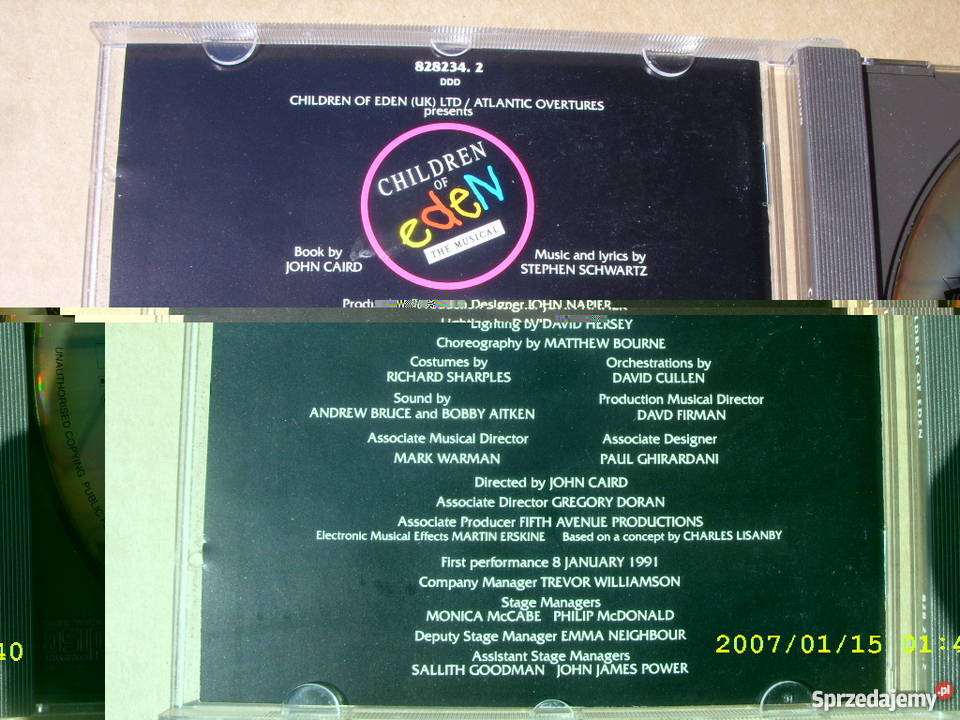 828234. 2
DDD
CHILDREN OF EDEN (UK) LTD / ATLANTIC OVERTURES
presents
CHILDREN
OF
edeN
THE MUSICAL
Book by
JOHN CAIRD
Music and lyrics by
STEPHEN SCHWARTZ
Designer JOHN NAPIER
Lighting by DAVID HERSEY
Choreography by MATTHEW BOURNE
Costumes by
RICHARD SHARPLES
Orchestrations by
DAVID CULLEN
Sound by
ANDREW BRUCE and BOBBY AITKEN
Production Musical Director
DAVD FIRMAN
Associate Musical Director
MARK WARMAN
Associate Designer
PAUL GHIRARDANI
Directed by JOHN CAIRD
Associate Director GREGORY DORAN
Associate Producer FIFTH AVENUE PRODUCTIONS
Electronic Musical Effects MARTIN ERSKINE Based on a concept by CHARLES LISANBY
First performance 8 JANUARY 1991
Company Manager TREVOR WILLIAMSON
Stage Managers
MONICA McCABE PHILIP McDONALD
Deputy Stage Manager EMMA NEIGHBOUR
Assistant Stage Managers
SALLITH GOODMAN JOHN JAMES POWER
UNAUTHORISED COPYING, PUBLIC
OF EDEN
40
2007/01/15 01:4
Sprzedajemy.pl